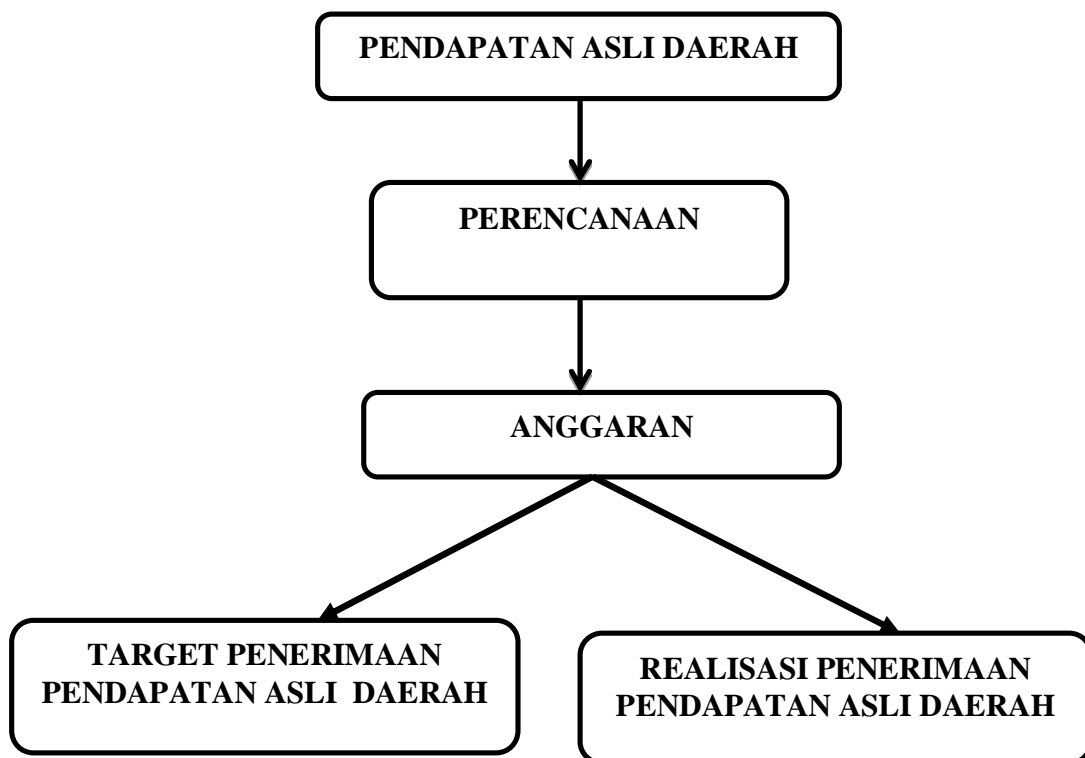 PENDAPATAN ASLI DAERAH
PERENCANAAN
ANGGARAN
TARGET PENERIMAAN
PENDAPATAN ASLI DAERAH
REALISASI PENERIMAAN
PENDAPATAN ASLI DAERAH